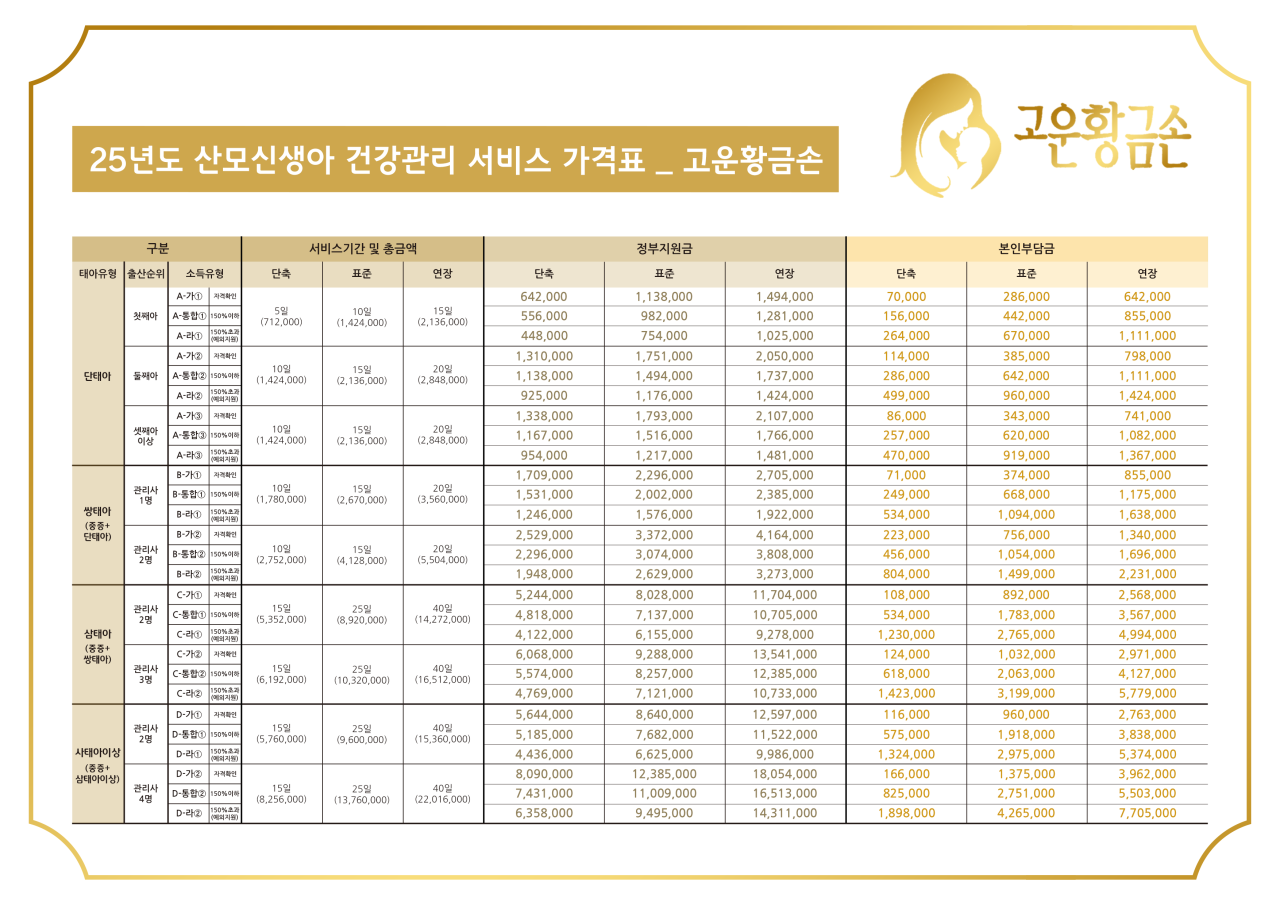 고운황금손
25년도 산모신생아 건강관리 서비스 가격표 _ 고운황금손
구분 서비스기간 및 총금액 정부지원금 본인부담금
태아유형 출산순위 소득유형 단축 표준 연장 단축 표준 연장 단축 표준 연장
단태아
첫째아
5일 (712,000) 10일 (1,424,000) 15일 (2,136,000)
A-가① 자격확인 642,000 1,138,000 1,494,000 70,000 286,000 642,000
A-통합① 150%이하 556,000 982,000 1,281,000 156,000 442,000 855,000
A-라① 150%초과 (예외지원) 448,000 754,000 1,025,000 264,000 670,000 1,111,000
둘째아
10일 (1,424,000) 15일 (2,136,000) 20일 (2,848,000)
A-가② 자격확인 1,310,000 1,751,000 2,050,000 114,000 385,000 798,000
A-통합② 150%이하 1,138,000 1,494,000 1,737,000 286,000 642,000 1,111,000
A-라② 150%초과 (예외지원) 925,000 1,176,000 1,424,000 499,000 960,000 1,424,000
셋째아 이상
10일 (1,424,000) 15일 (2,136,000) 20일 (2,848,000)
A-가③ 자격확인 1,338,000 1,793,000 2,107,000 86,000 343,000 741,000
A-통합③ 150%이하 1,167,000 1,516,000 1,766,000 257,000 620,000 1,082,000
A-라③ 150%초과 (예외지원) 954,000 1,217,000 1,481,000 470,000 919,000 1,367,000
쌍태아
(중증+
단태아)
관리사 1명
10일 (1,780,000) 15일 (2,670,000) 20일 (3,560,000)
B-가① 자격확인 1,709,000 2,296,000 2,705,000 71,000 374,000 855,000
B-통합① 150%이하 1,531,000 2,002,000 2,385,000 249,000 668,000 1,175,000
B-라① 150%초과 (예외지원) 1,246,000 1,576,000 1,922,000 534,000 1,094,000 1,638,000
관리사 2명
10일 (2,752,000) 15일 (4,128,000) 20일 (5,504,000)
B-가② 자격확인 2,529,000 3,372,000 4,164,000 223,000 756,000 1,340,000
B-통합② 150%이하 2,296,000 3,074,000 3,808,000 456,000 1,054,000 1,696,000
B-라② 150%초과 (예외지원) 1,948,000 2,629,000 3,273,000 804,000 1,499,000 2,231,000
삼태아
(중증+
쌍태아)
관리사 2명
15일 (5,352,000) 25일 (8,920,000) 40일 (14,272,000)
C-가① 자격확인 5,244,000 8,028,000 11,704,000 108,000 892,000 2,568,000
C-통합① 150%이하 4,818,000 7,137,000 10,705,000 534,000 1,783,000 3,567,000
C-라① 150%초과 (예외지원) 4,122,000 6,155,000 9,278,000 1,230,000 2,765,000 4,994,000
관리사 3명
15일 (6,192,000) 25일 (10,320,000) 40일 (16,512,000)
C-가② 자격확인 6,068,000 9,288,000 13,541,000 124,000 1,032,000 2,971,000
C-통합② 150%이하 5,574,000 8,257,000 12,385,000 618,000 2,063,000 4,127,000
C-라② 150%초과 (예외지원) 4,769,000 7,121,000 10,733,000 1,423,000 3,199,000 5,779,000
사태아이상
(중증+
삼태아이상)
관리사 2명
15일 (5,760,000) 25일 (9,600,000) 40일 (15,360,000)
D-가① 자격확인 5,644,000 8,640,000 12,597,000 116,000 960,000 2,763,000
D-통합① 150%이하 5,185,000 7,682,000 11,522,000 575,000 1,918,000 3,838,000
D-라① 150%초과 (예외지원) 4,436,000 6,625,000 9,986,000 1,324,000 2,975,000 5,374,000
관리사 4명
15일 (8,256,000) 25일 (13,760,000) 40일 (22,016,000)
D-가② 자격확인 8,090,000 12,385,000 18,054,000 166,000 1,375,000 3,962,000
D-통합② 150%이하 7,431,000 11,009,000 16,513,000 825,000 2,751,000 5,503,000
D-라② 150%초과 (예외지원) 6,358,000 9,495,000 14,311,000 1,898,000 4,265,000 7,705,000